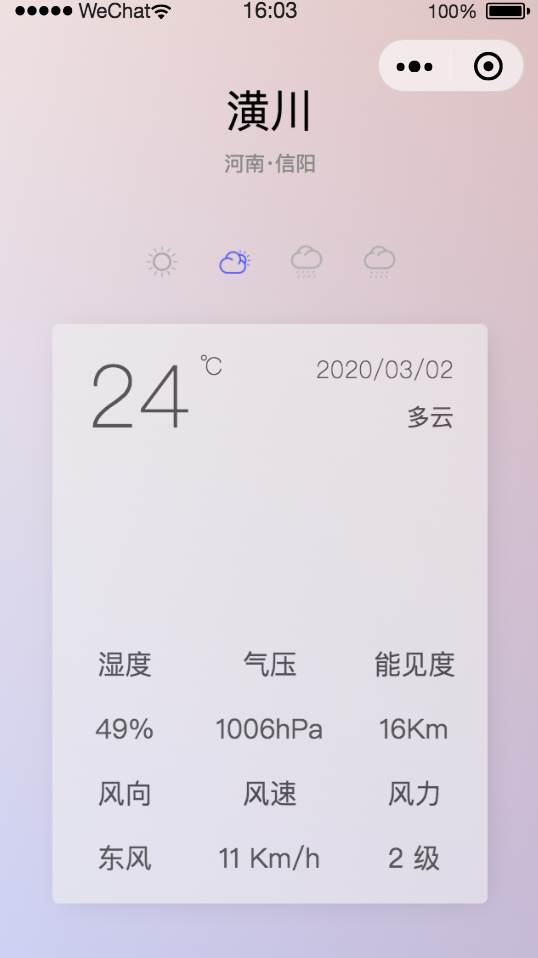 ●●●●● WeChat 16:03 100%
潢川
河南·信阳
24 ℃ 2020/03/02
多云
湿度 气压 能见度
49% 1006hPa 16Km
风向 风速 风力
东风 11 Km/h 2 级